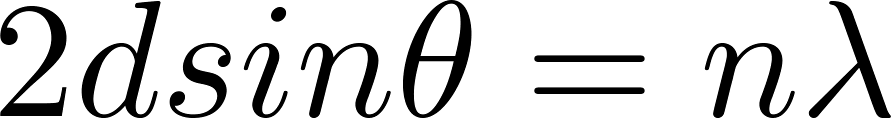 2dsinθ = nλ